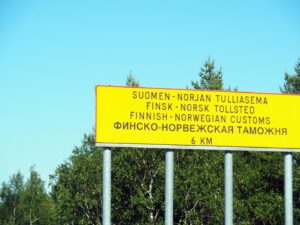 SUOMEN-NORJAN TULLIASEMA
FINSK-NORSK TOLLSTED
FINNISH-NORWEGIAN CUSTOMS
ФИНСКО-НОРВЕЖСКАЯ ТАМОЖНЯ
6 KM